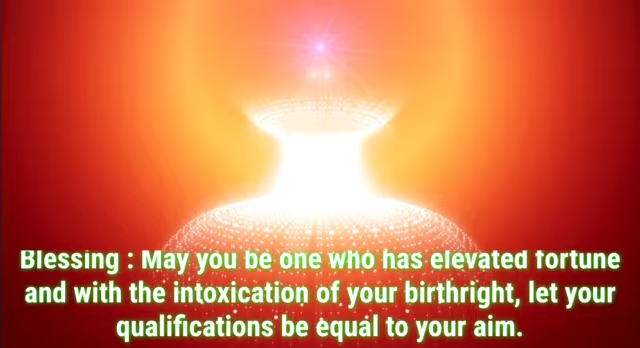 Blessing : May you be one who has elevated fortune
and with the intoxication of your birthright, let your
qualifications be equal to your aim.